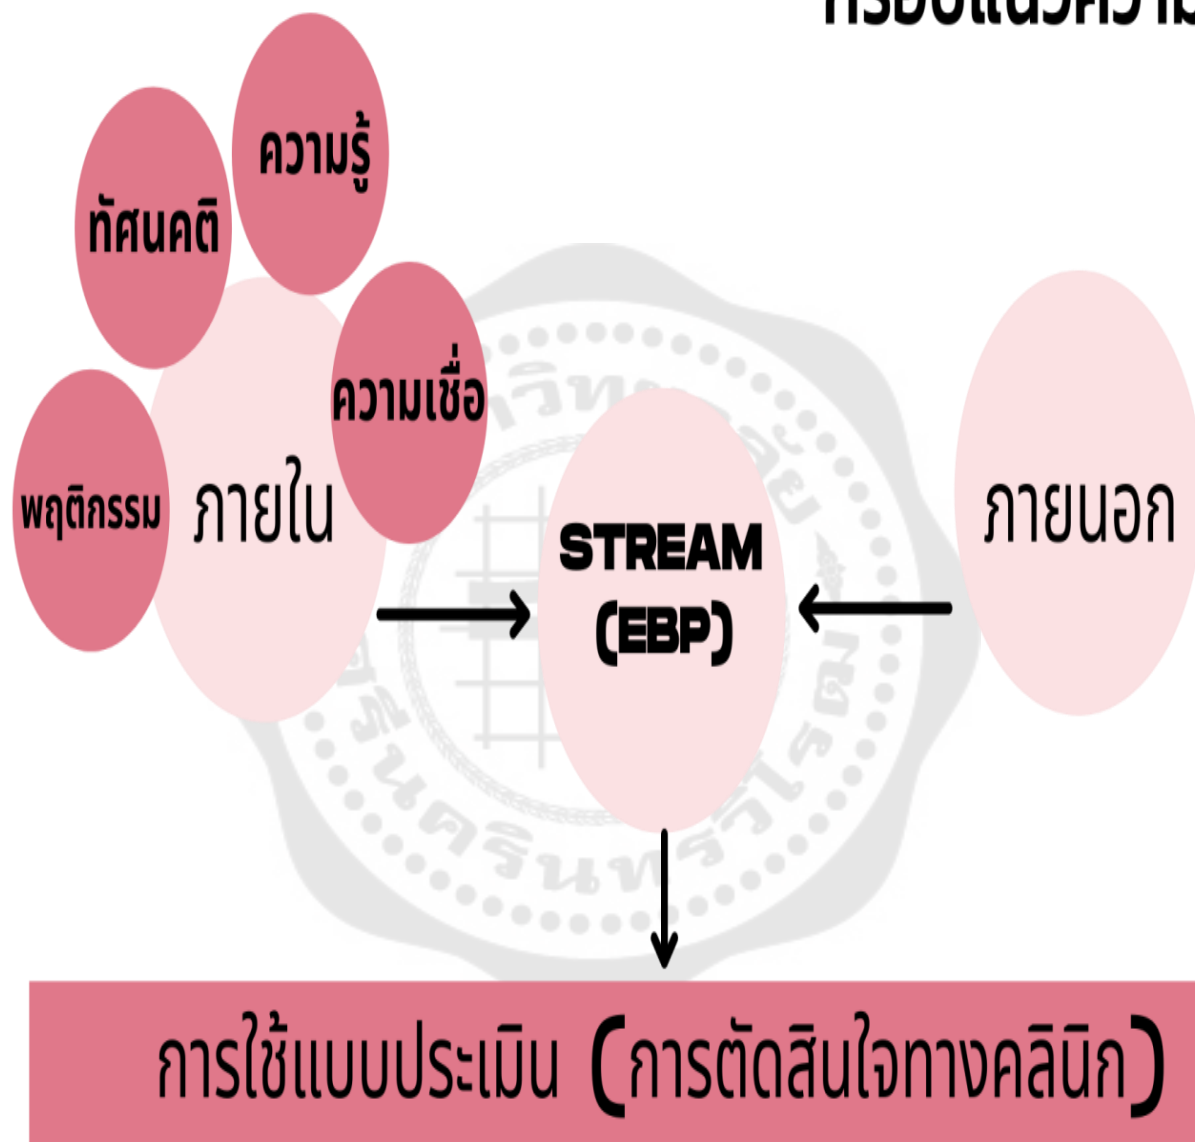 ความรู้
ทัศนคติ
ความเชื่อ
พฤติกรรม
ภายใน
ภายนอก
STREAM
(EBP)
การใช้แบบประเมิน (การตัดสินใจทางคลินิก)